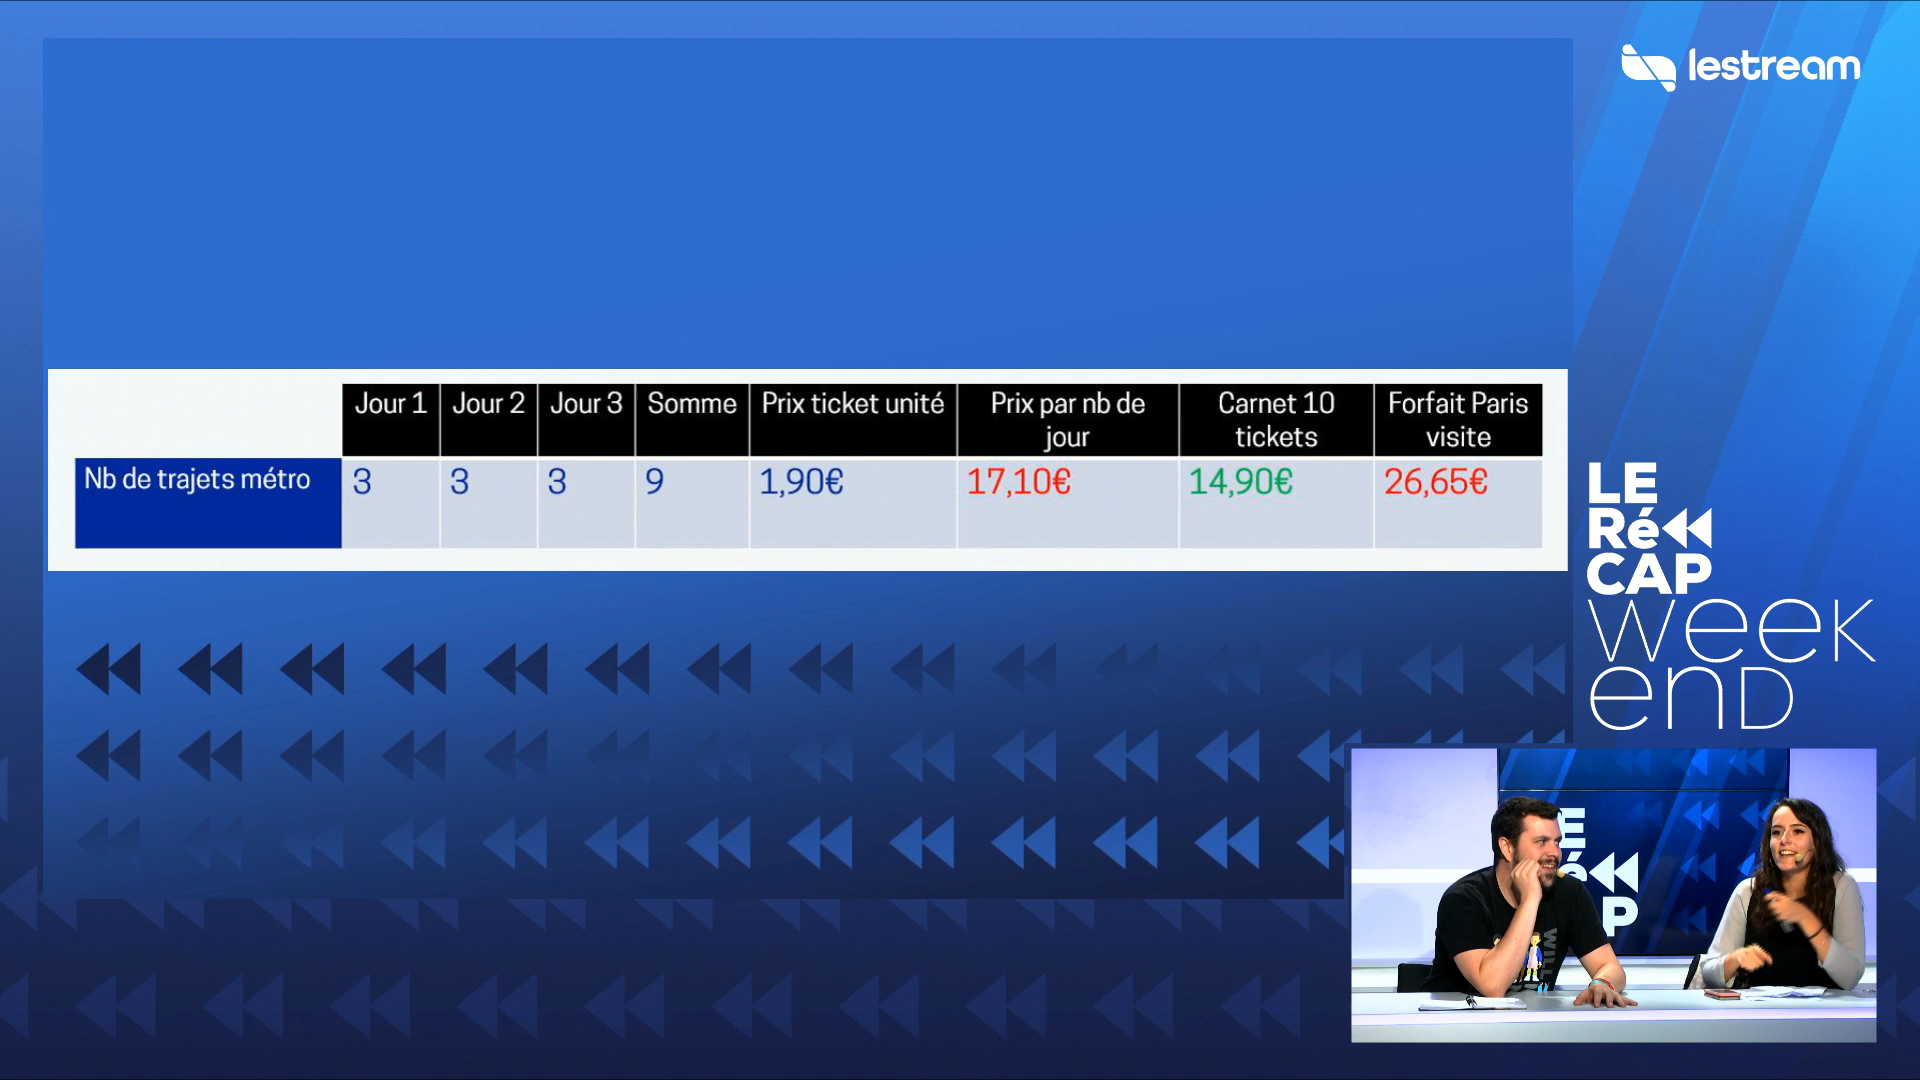 lestream
Jour 1 Jour 2 Jour 3 Somme Prix ticket unité Prix par nb de jour Carnet 10 tickets Forfait Paris visite
Nb de trajets métro 3 3 3 9 1,90€ 17,10€ 14,90€ 26,65€
LE
Ré
CAP
week
end
LE
é
P
WILL